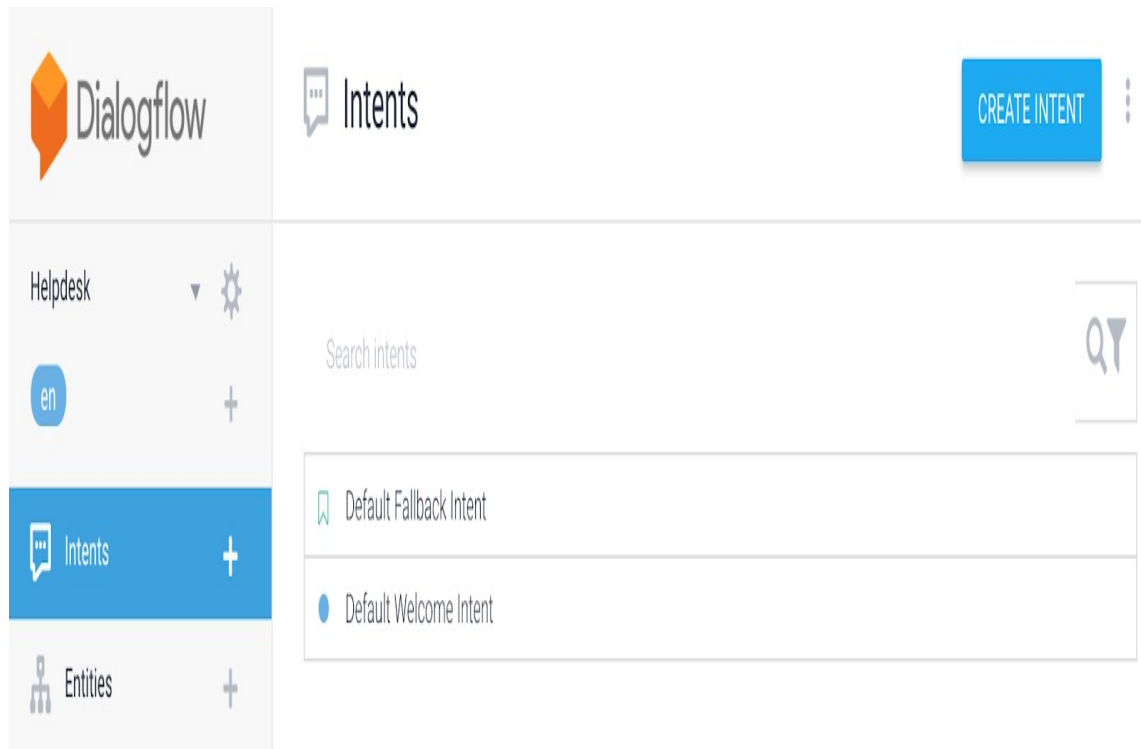 Dialogflow
Intents
CREATE INTENT
Helpdesk
en
Intents
Entities
Search intents
Default Fallback Intent
Default Welcome Intent